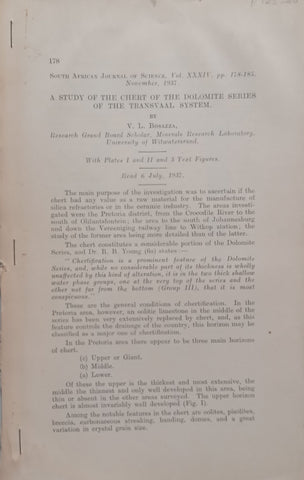 178
South African Journal of Science, Vol. XXXIV, pp. 178-185,
November, 1937.
A STUDY OF THE CHERT OF THE DOLOMITE SERIES
OF THE TRANSVAAL SYSTEM.
BY
V. L. Bosazza,
Research Grant Board Scholar, Minerals Research Laboratory,
University of Witwatersrand.
With Plates I and II and 3 Text Figures.
Read 6 July, 1937.
The main purpose of the investigation was to ascertain if the
chert had any value as a raw material for the manufacture of
silica refractories or in the ceramic industry. The areas investi-
gated were the Pretoria district, from the Crocodile River to the
south of Olifantsfontein; the area to the south of Johannesburg
and down the Vereeniging railway line to Witkop station; the
study of the former area being more detailed than of the latter.
The chert constitutes a considerable portion of the Dolomite
Series, and Dr. R. B. Young (6a) states:—
" Chertification is a prominent feature of the Dolomite
Series, and, while no considerable part of its thickness is wholly
unaffected by this kind of alteration, it is in the two thick shallow
water phase groups, one at the very top of the series and the
other not far from the bottom (Group III), that it is most
conspicuous."
These are the general conditions of chertification. In the
Pretoria area, however, an oolitic limestone in the middle of the
series has been very extensively replaced by chert, and, as this
feature controls the drainage of the country, this horizon may be
classified as a major one of chertification.
In the Pretoria area there appear to be three main horizons
of chert.
(c) Upper or Giant.
(b) Middle.
(a) Lower.
Of these the upper is the thickest and most extensive, the
middle the thinnest and only well developed in this area, being
thin or absent in the other areas surveyed. The upper horizon
chert is almost invariably well developed (Fig. 1).
Among the notable features in the chert are oolites, pisolites,
breccia, carbonaceous streaking, banding, domes, and a great
variation in crystal grain size.